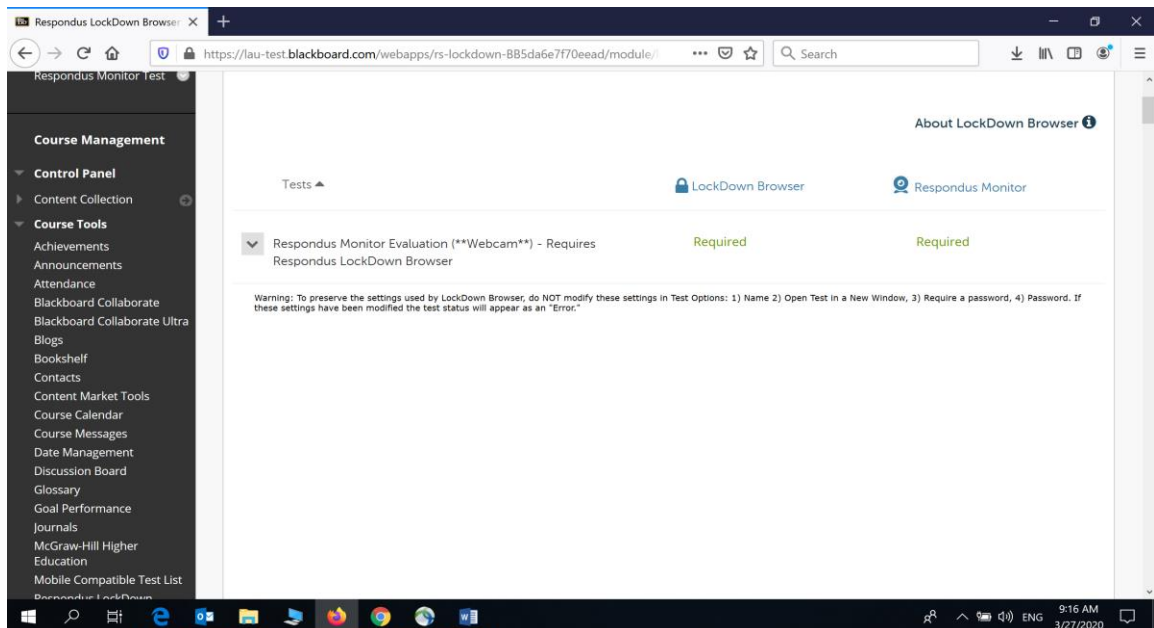 Respondus LockDown Browser
https://lau-test.blackboard.com/webapps/rs-lockdown-BB5da6e7f70eead/module/
Search
Respondus Monitor Test
Course Management
Control Panel
Content Collection
Course Tools
Achievements
Announcements
Attendance
Blackboard Collaborate
Blackboard Collaborate Ultra
Blogs
Bookshelf
Contacts
Content Market Tools
Course Calendar
Course Messages
Date Management
Discussion Board
Glossary
Goal Performance
Journals
McGraw-Hill Higher
Education
Mobile Compatible Test List
Respondus LockDown
About LockDown Browser
Tests
LockDown Browser
Respondus Monitor
Respondus Monitor Evaluation (**Webcam**) - Requires
Respondus LockDown Browser
Required
Required
Warning: To preserve the settings used by LockDown Browser, do NOT modify these settings in Test Options: 1) Name 2) Open Test in a New Window, 3) Require a password, 4) Password. If
these settings have been modified the test status will appear as an "Error."
ENG
9:16 AM
3/27/2020